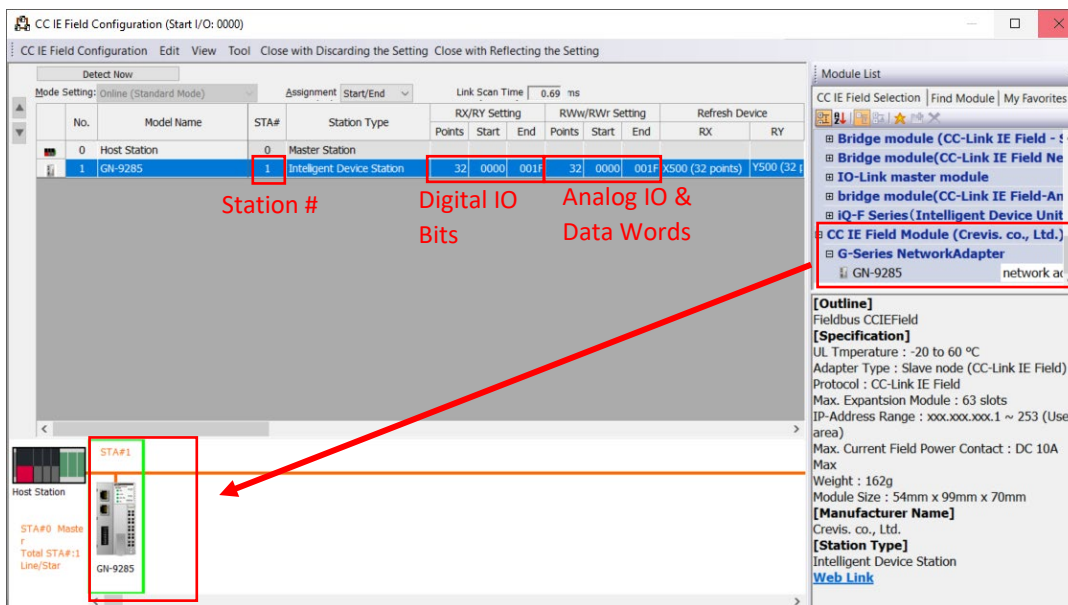 CC IE Field Configuration (Start I/O: 0000)
CC IE Field Configuration Edit View Tool Close with Discarding the Setting Close with Reflecting the Setting
Detect Now
Mode Setting: Online (Standard Mode) Assignment Start/End Link Scan Time 0.69 ms
No. Model Name STA# Station Type RX/RY Setting RWw/RWr Setting Refresh Device
Points Start End Points Start End RX RY
0 Host Station 0 Master Station
1 GN-9285 1 Intelligent Device Station 32 0000 001F 32 0000 001F X500 (32 points) Y500 (32
Station #
Digital IO
Bits
Analog IO &
Data Words
STA#1
Host Station
STA#0 Maste
r
Total STA#:1
Line/Star
GN-9285
Module List
CC IE Field Selection Find Module My Favorites
Bridge module (CC-Link IE Field -
Bridge module(CC-Link IE Field Ne
IO-Link master module
bridge module(CC-Link IE Field-An
iQ-F Series(Intelligent Device Unit
CC IE Field Module (Crevis. co., Ltd.)
G-Series NetworkAdapter
GN-9285 network ad
[Outline]
Fieldbus CCIEField
[Specification]
UL Tmperature : -20 to 60 ºC
Adapter Type : Slave node (CC-Link IE Field)
Protocol : CC-Link IE Field
Max. Expantsion Module : 63 slots
IP-Address Range : xxx.xxx.xxx.1 ~ 253 (Use
area)
Max. Current Field Power Contact : DC 10A
Max
Weight : 162g
Module Size : 54mm x 99mm x 70mm
[Manufacturer Name]
Crevis. co., Ltd.
[Station Type]
Intelligent Device Station
Web Link